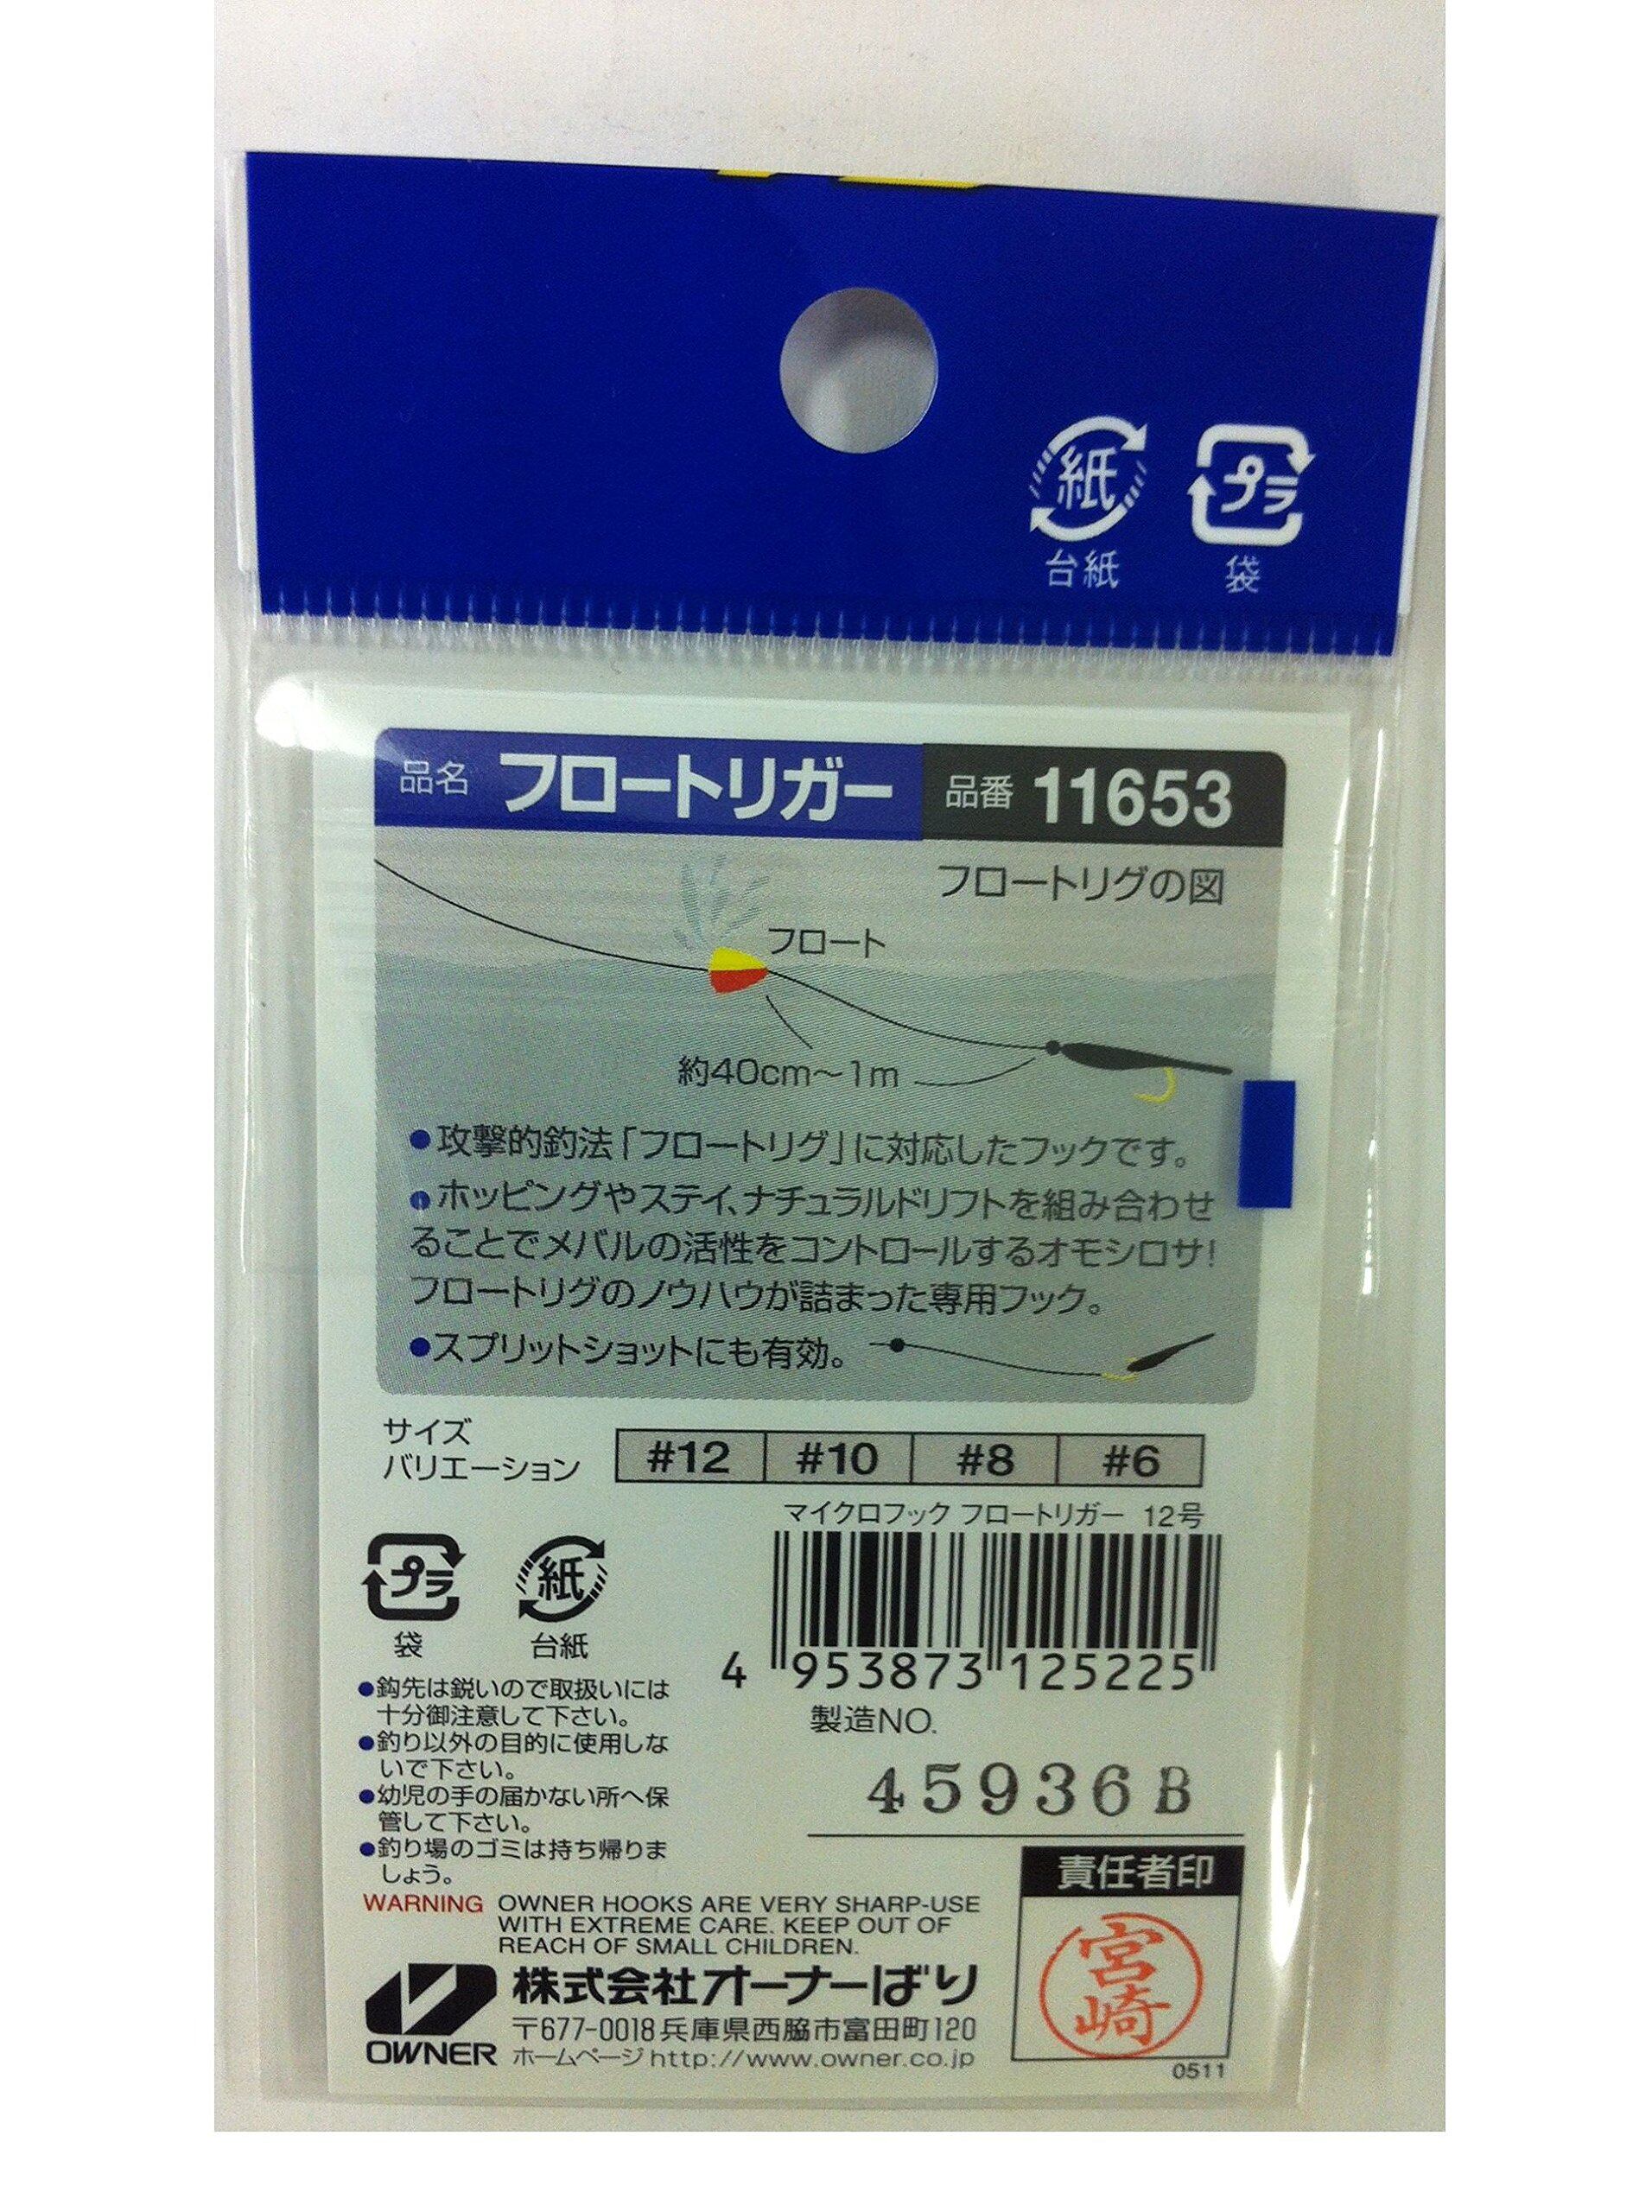 紙
プラ
台紙
袋
品名 フロートリガー 品番 11653
フロートリグの図
フロート
約40cm～1m
●攻撃的釣法「フロートリグ」に対応したフックです。
●ホッピングやステイ、ナチュラルドリフトを組み合わせ
ることでメバルの活性をコントロールするオモシロサ!
フロートリグのノウハウが詰まった専用フック。
●スプリットショットにも有効。
サイズ
バリエーション
#12 #10 #8 #6
マイクロフック フロートリガー 12号
プラ
紙
袋
台紙
4 953873 125225
製造NO.
45936B
●鈎先は鋭いので取扱いには
十分御注意して下さい。
●釣り以外の目的に使用しな
いで下さい。
●幼児の手の届かない所へ保
管して下さい。
●釣り場のゴミは持ち帰りま
しょう。
WARNING OWNER HOOKS ARE VERY SHARP-USE
WITH EXTREME CARE. KEEP OUT OF
REACH OF SMALL CHILDREN.
責任者印
宮崎
OWNER
株式会社オーナーばり
〒677-0018兵庫県西脇市富田町120
ホームページhttp://www.owner.co.jp
0511